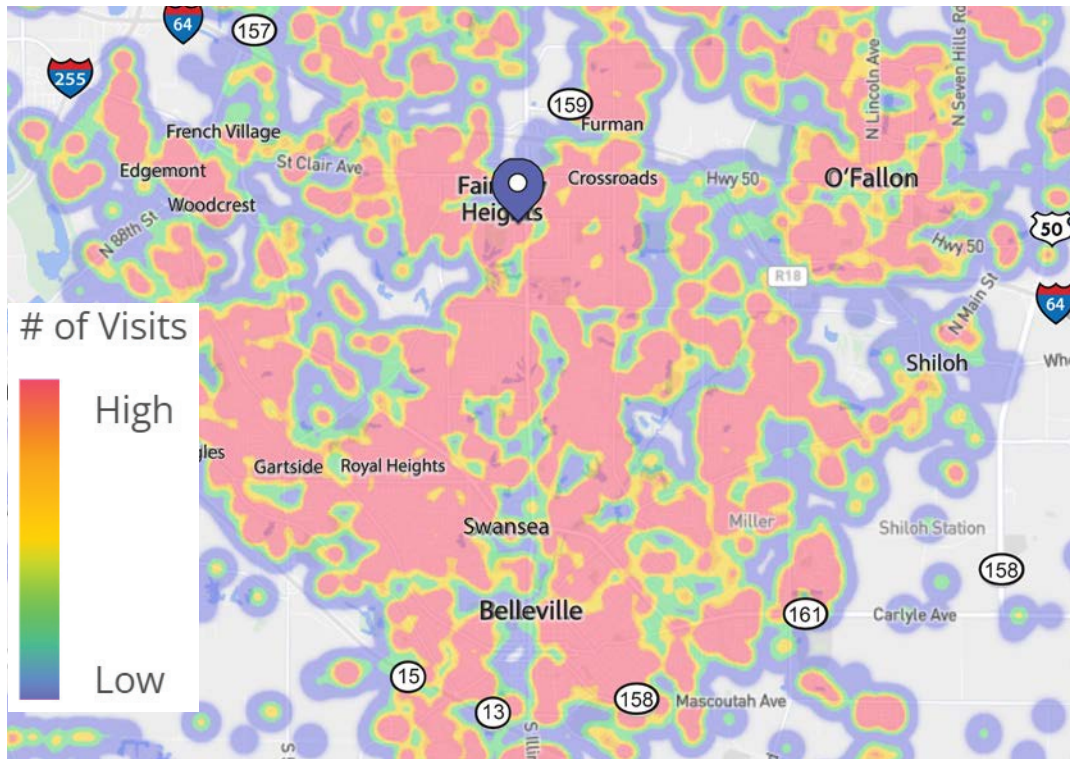 64
157
255
159
Furman
French Village
St Clair Ave
Edgemont
Crossroads
Hwy 50
O'Fallon
N Lincoln Ave
N Seven Hills
Heights
Woodcrest
N 88th St
50
Hwy 50
R18
64
N Main St
# of Visits
High
Low
Shiloh
Gartside
Royal Heights
Swansea
Miller
Shiloh Station
158
Belleville
161
Carlyle Ave
15
13
158
Mascoutah Ave